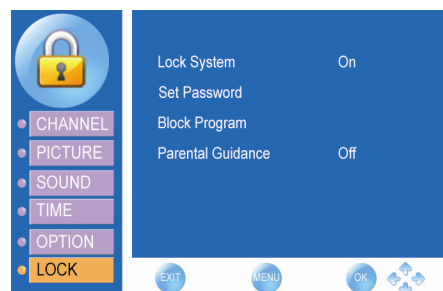 CHANNEL
PICTURE
SOUND
TIME
OPTION
LOCK
Lock System On
Set Password
Block Program
Parental Guidance Off
EXIT MENU OK